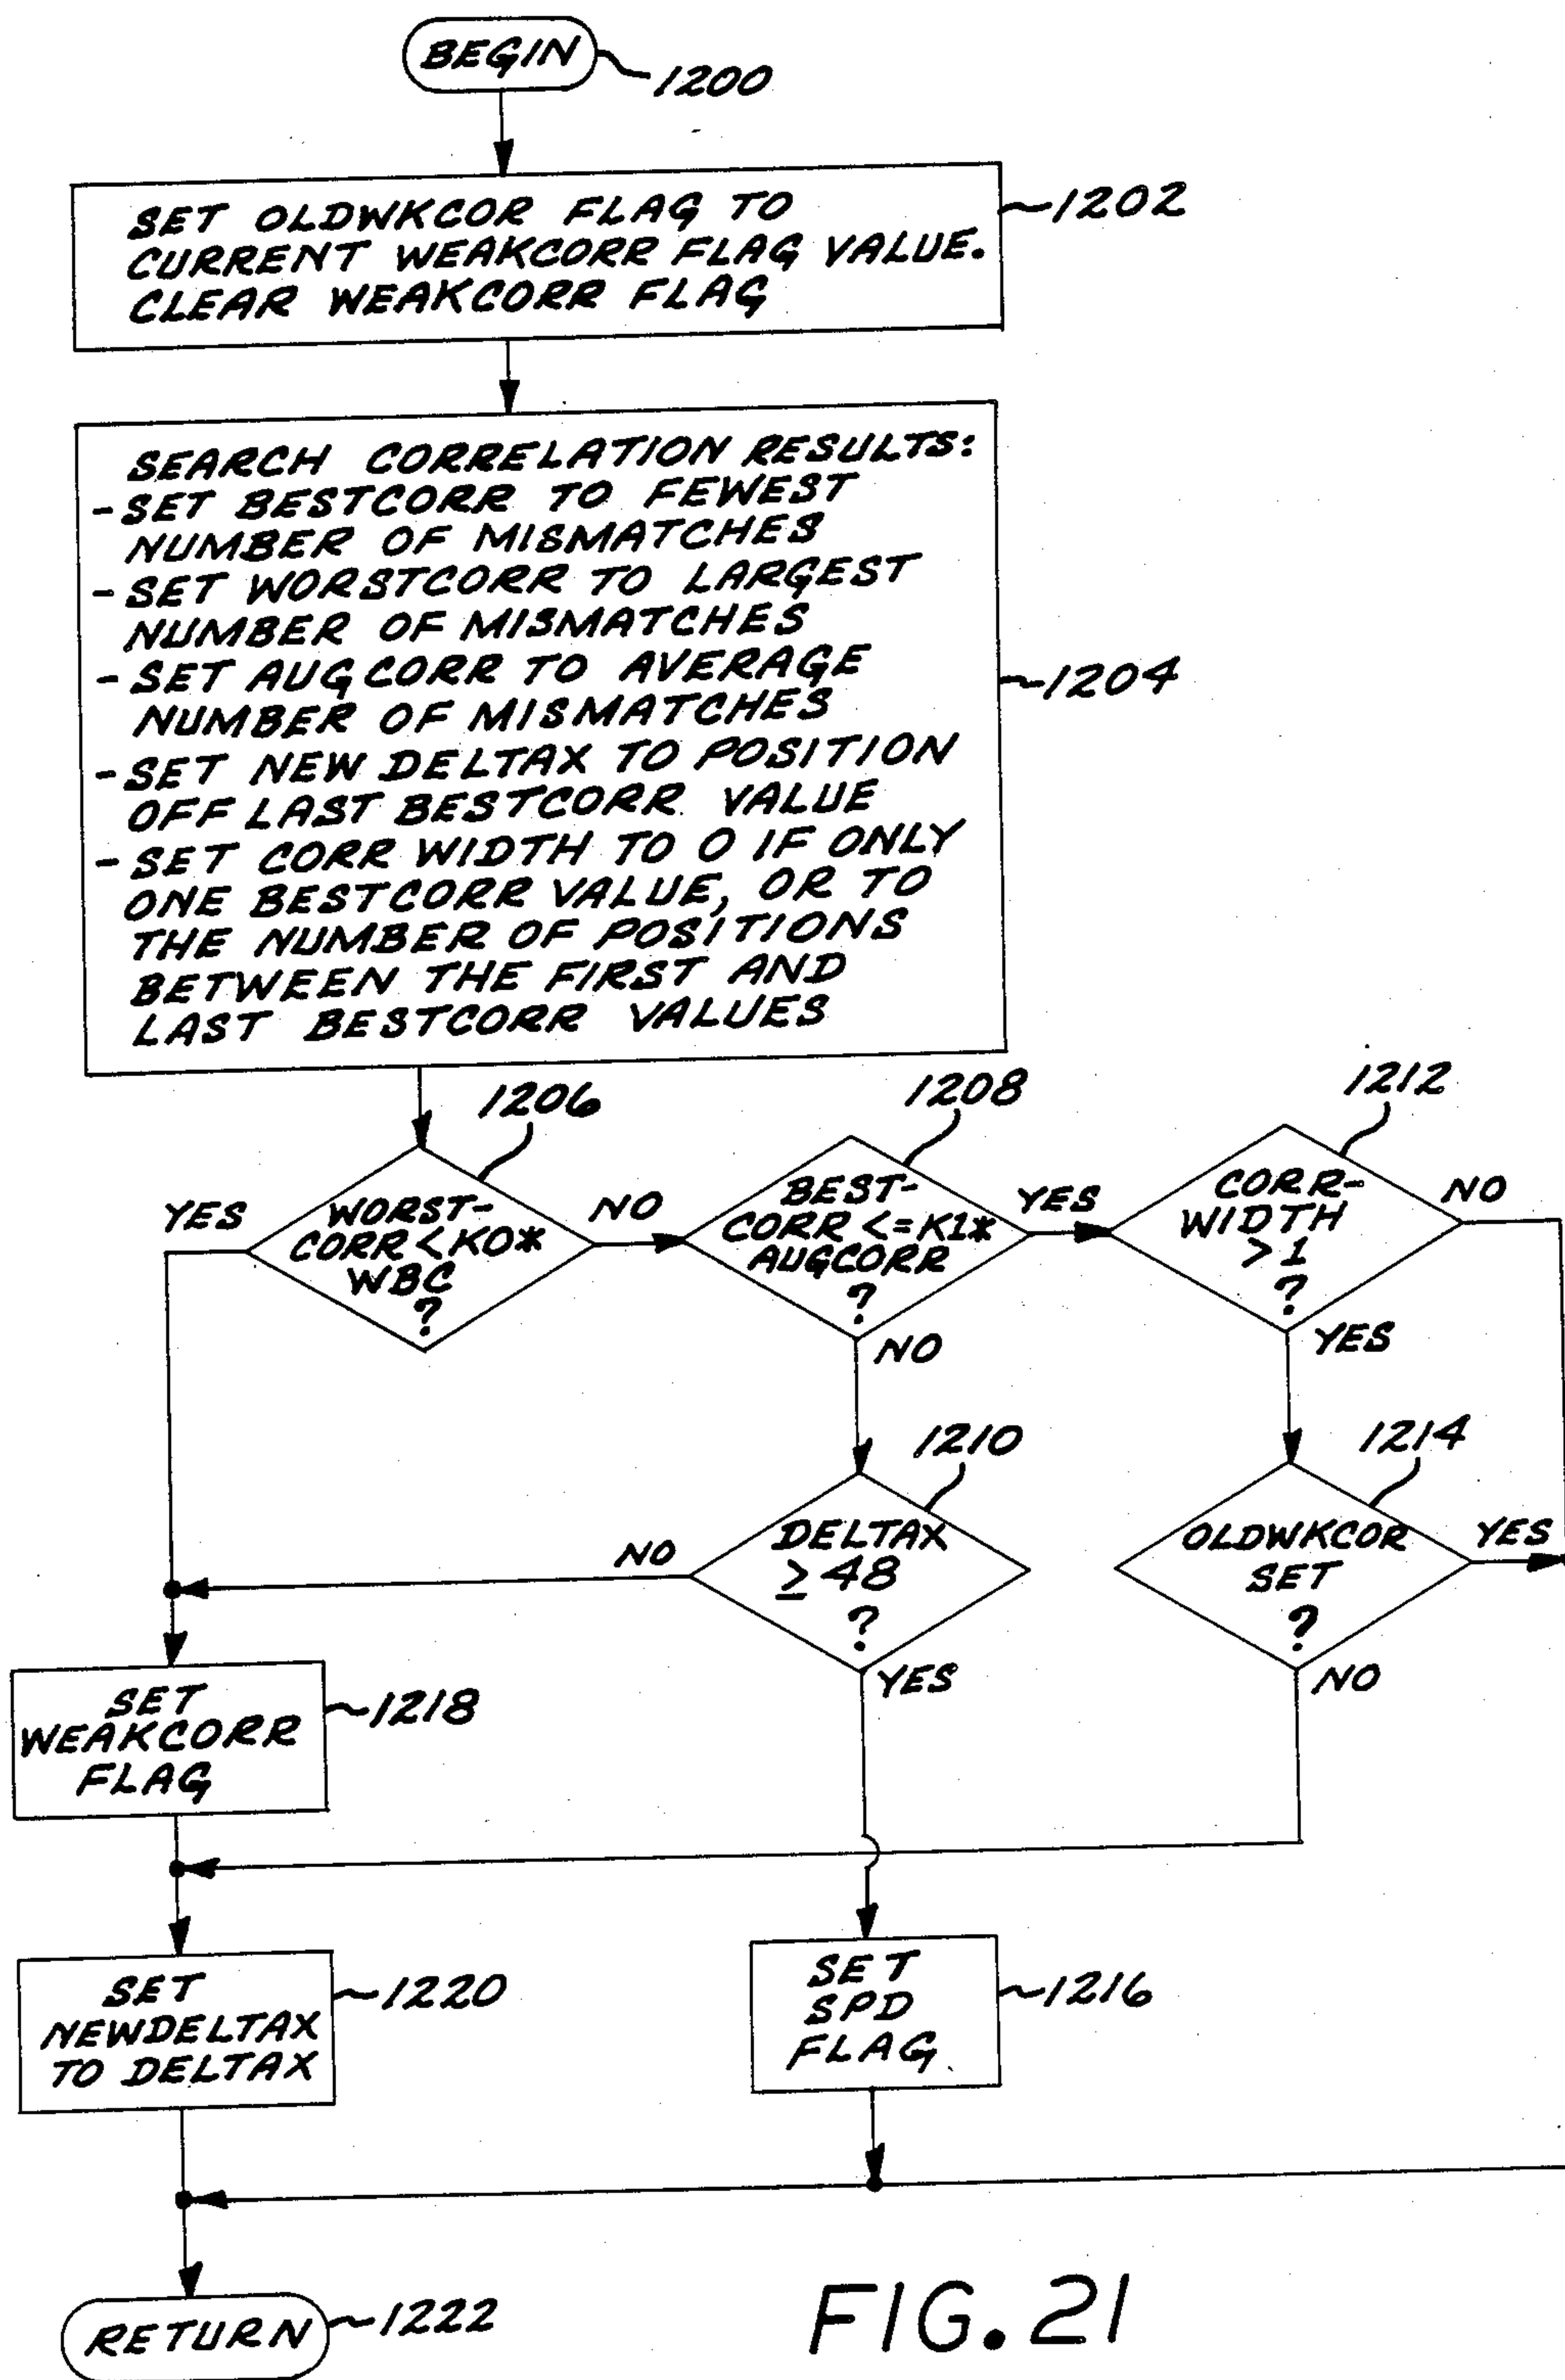 BEGIN
1200
SET OLDWKCOR FLAG TO
CURRENT WEAKCORR FLAG VALUE.
CLEAR WEAKCORR FLAG
1202
SEARCH CORRELATION RESULTS:
-SET BESTCORR TO FEWEST
NUMBER OF MISMATCHES
-SET WORSTCORR TO LARGEST
NUMBER OF MISMATCHES
-SET AUGCORR TO AVERAGE
NUMBER OF MISMATCHES
-SET NEW DELTAX TO POSITION
OFF LAST BESTCORR VALUE
-SET CORR WIDTH TO 0 IF ONLY
ONE BESTCORR VALUE, OR TO
THE NUMBER OF POSITIONS
BETWEEN THE FIRST AND
LAST BESTCORR VALUES
1204
1206
1208
1212
YES
WORST-
CORR<K0*
WBC
?
NO
BEST-
CORR<=K1*
AUGCORR
?
YES
CORR-
WIDTH
>1
?
NO
NO
YES
1210
1214
NO
DELTAX
≥48
?
YES
OLDWKCOR
SET
?
YES
NO
SET
WEAKCORR
FLAG
1218
SET
NEWDELTAX
TO DELTAX
1220
SET
SPD
FLAG
1216
RETURN
1222
FIG. 21